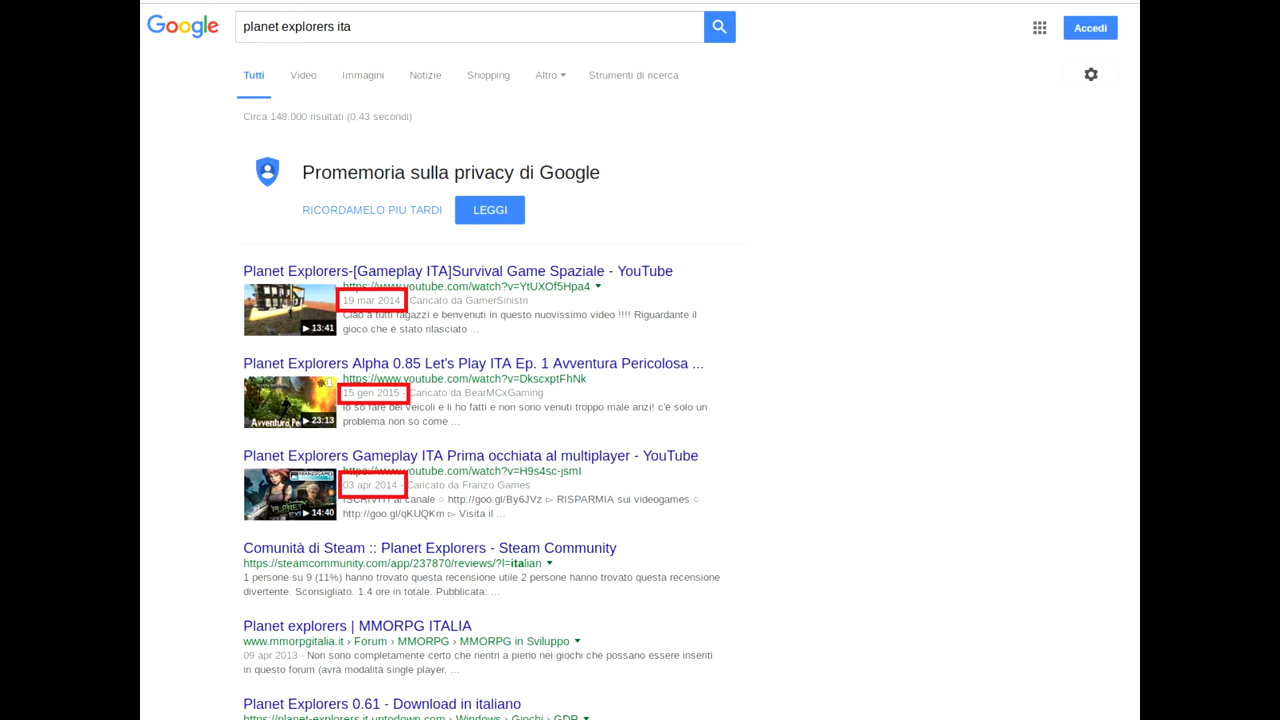 Google
planet explorers ita
Accedi
Tutti Video Immagini Notizie Shopping Altro Strumenti di ricerca
Circa 148.000 risultati (0,43 secondi)
Promemoria sulla privacy di Google
RICORDAMELO PIU TARDI LEGGI
Planet Explorers-[Gameplay ITA]Survival Game Spaziale - YouTube
https://www.youtube.com/watch?v=YtUXOf5Hpa4
19 mar 2014 - Caricato da GamerSinistri
Ciao a tutti ragazzi e benvenuti in questo nuovissimo video !!!! Riguardante il
gioco che è stato rilasciato ...
13:41
Planet Explorers Alpha 0.85 Let's Play ITA Ep. 1 Avventura Pericolosa ...
https://www.youtube.com/watch?v=DkscxptFhNk
15 gen 2015 - Caricato da BearMCxGaming
Io so fare dei veicoli e li ho fatti e non sono venuti troppo male anzi! c'è solo un
problema non so come ...
23:13
Planet Explorers Gameplay ITA Prima occhiata al multiplayer - YouTube
https://www.youtube.com/watch?v=H9s4sc-jsmI
03 apr 2014 - Caricato da Franzo Games
ISCRIVITI al canale ○ http://goo.gl/By6JVz ▻ RISPARMIA sui videogames ○
http://goo.gl/qKUQKm ▻ Visita il ...
14:40
Comunità di Steam :: Planet Explorers - Steam Community
https://steamcommunity.com/app/237870/reviews/?l=italian
1 persone su 9 (11%) hanno trovato questa recensione utile 2 persone hanno trovato questa recensione
divertente. Sconsigliato. 1.4 ore in totale. Pubblicata: ...
Planet explorers | MMORPG ITALIA
www.mmorpgitalia.it › Forum › MMORPG › MMORPG in Sviluppo
09 apr 2013 - Non sono completamente certo che rientri a pieno nei giochi che possano essere inseriti
in questo forum (avrà modalità single player, ...
Planet Explorers 0.61 - Download in italiano
https://planet-explorers.it.uptodown.com › Windows › Giochi › GDR